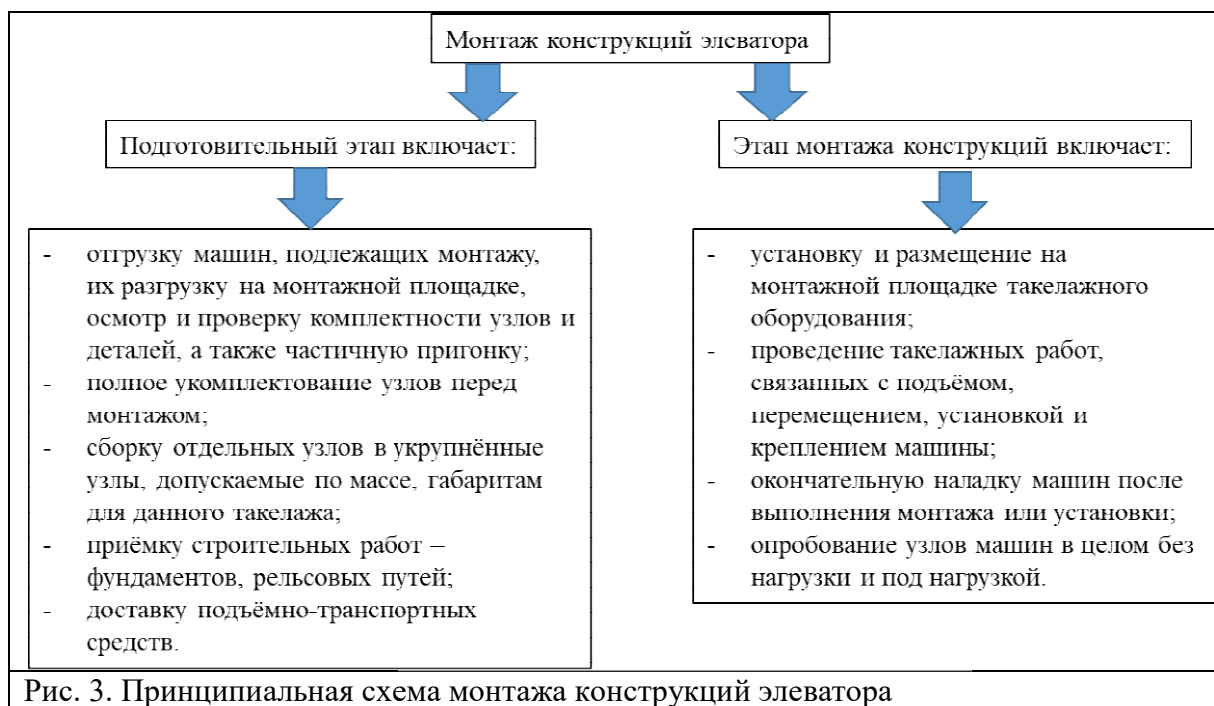 Монтаж конструкций элеватора
Подготовительный этап включает:
Этап монтажа конструкций включает:
- отгрузку машин, подлежащих монтажу,
их разгрузку на монтажной площадке,
осмотр и проверку комплектности узлов и
деталей, а также частичную пригонку;
- полное укомплектование узлов перед
монтажом;
- сборку отдельных узлов в укрупнённые
узлы, допускаемые по массе, габаритам
для данного такелажа;
- приёмку строительных работ –
фундаментов, рельсовых путей;
- доставку подъёмно-транспортных
средств.
- установку и размещение на
монтажной площадке такелажного
оборудования;
- проведение такелажных работ,
связанных с подъёмом,
перемещением, установкой и
креплением машины;
- окончательную наладку машин после
выполнения монтажа или установки;
- опробование узлов машин в целом без
нагрузки и под нагрузкой.
Рис. 3. Принципиальная схема монтажа конструкций элеватора